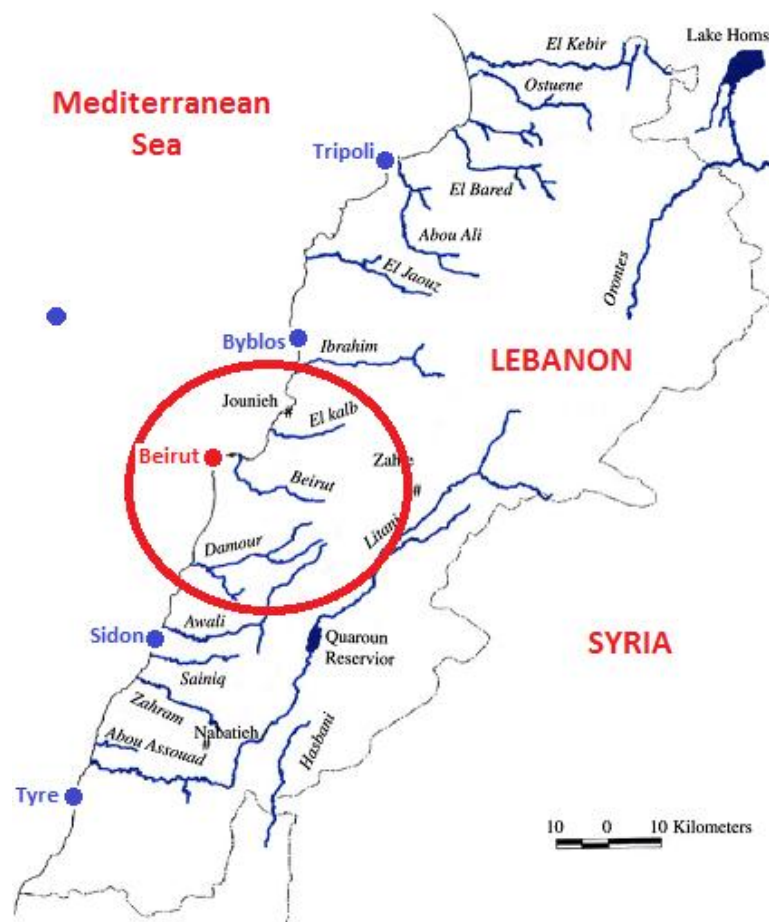 Lake Homs
El Kebir
Ostuene
Mediterranean
Sea
Tripoli
El Bared
Abou Ali
El Jaouz
Orontes
Byblos
Ibrahim
LEBANON
Jounieh
El kalb
Beirut
Zahle
Beirut
Litani
Damour
Awali
Sidon
Quaroun
Reservior
SYRIA
Sainiq
Zahram
Nabatieh
Abou Assouad
Hasbani
Tyre
10 0 10 Kilometers